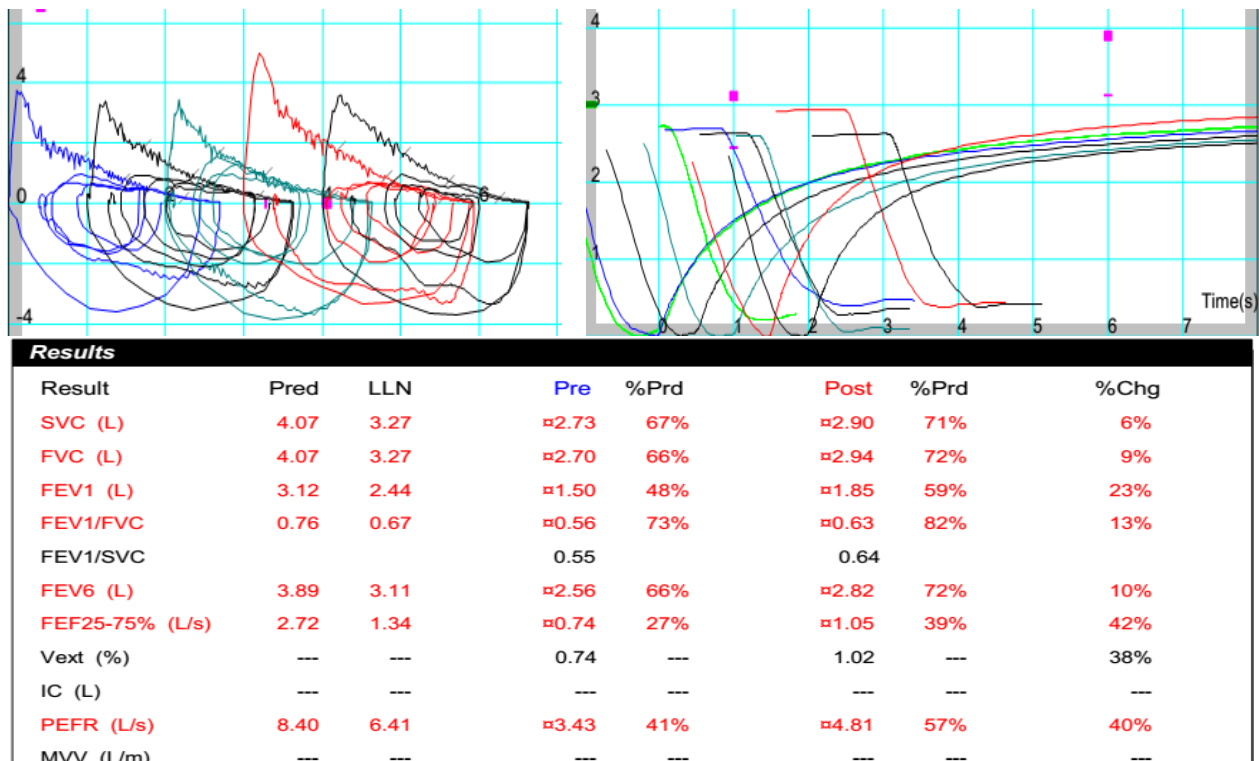 4
0
-4
2
4
6
4
3
2
1
0 1 2 3 4 5 6 7
Time(s)
Results
Result Pred LLN Pre %Prd Post %Prd %Chg
SVC (L) 4.07 3.27 ¤2.73 67% ¤2.90 71% 6%
FVC (L) 4.07 3.27 ¤2.70 66% ¤2.94 72% 9%
FEV1 (L) 3.12 2.44 ¤1.50 48% ¤1.85 59% 23%
FEV1/FVC 0.76 0.67 ¤0.56 73% ¤0.63 82% 13%
FEV1/SVC 0.55 0.64
FEV6 (L) 3.89 3.11 ¤2.56 66% ¤2.82 72% 10%
FEF25-75% (L/s) 2.72 1.34 ¤0.74 27% ¤1.05 39% 42%
Vext (%) --- --- 0.74 --- 1.02 --- 38%
IC (L) --- --- --- --- --- --- ---
PEFR (L/s) 8.40 6.41 ¤3.43 41% ¤4.81 57% 40%
MVV (L/m) --- --- --- --- --- --- ---